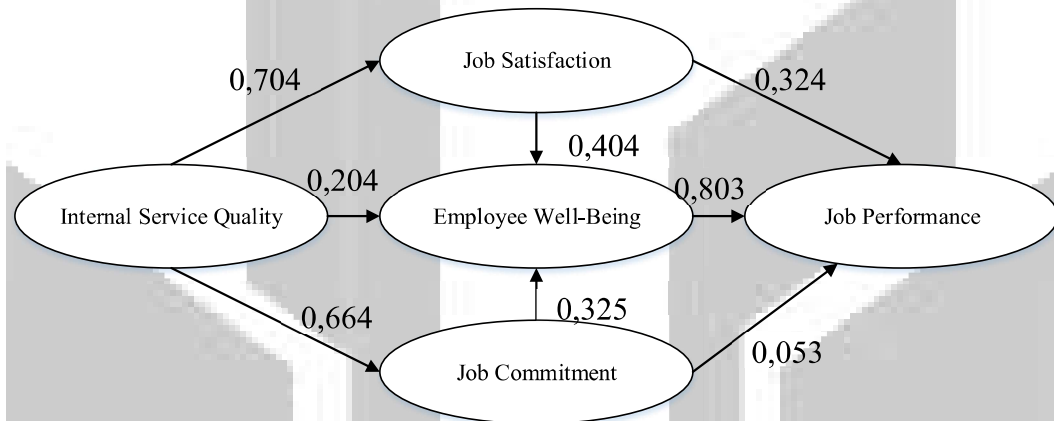 Job Satisfaction
0,704
0,324
0,404
0,204
0,803
Internal Service Quality
Employee Well-Being
Job Performance
0,664
0,325
0,053
Job Commitment